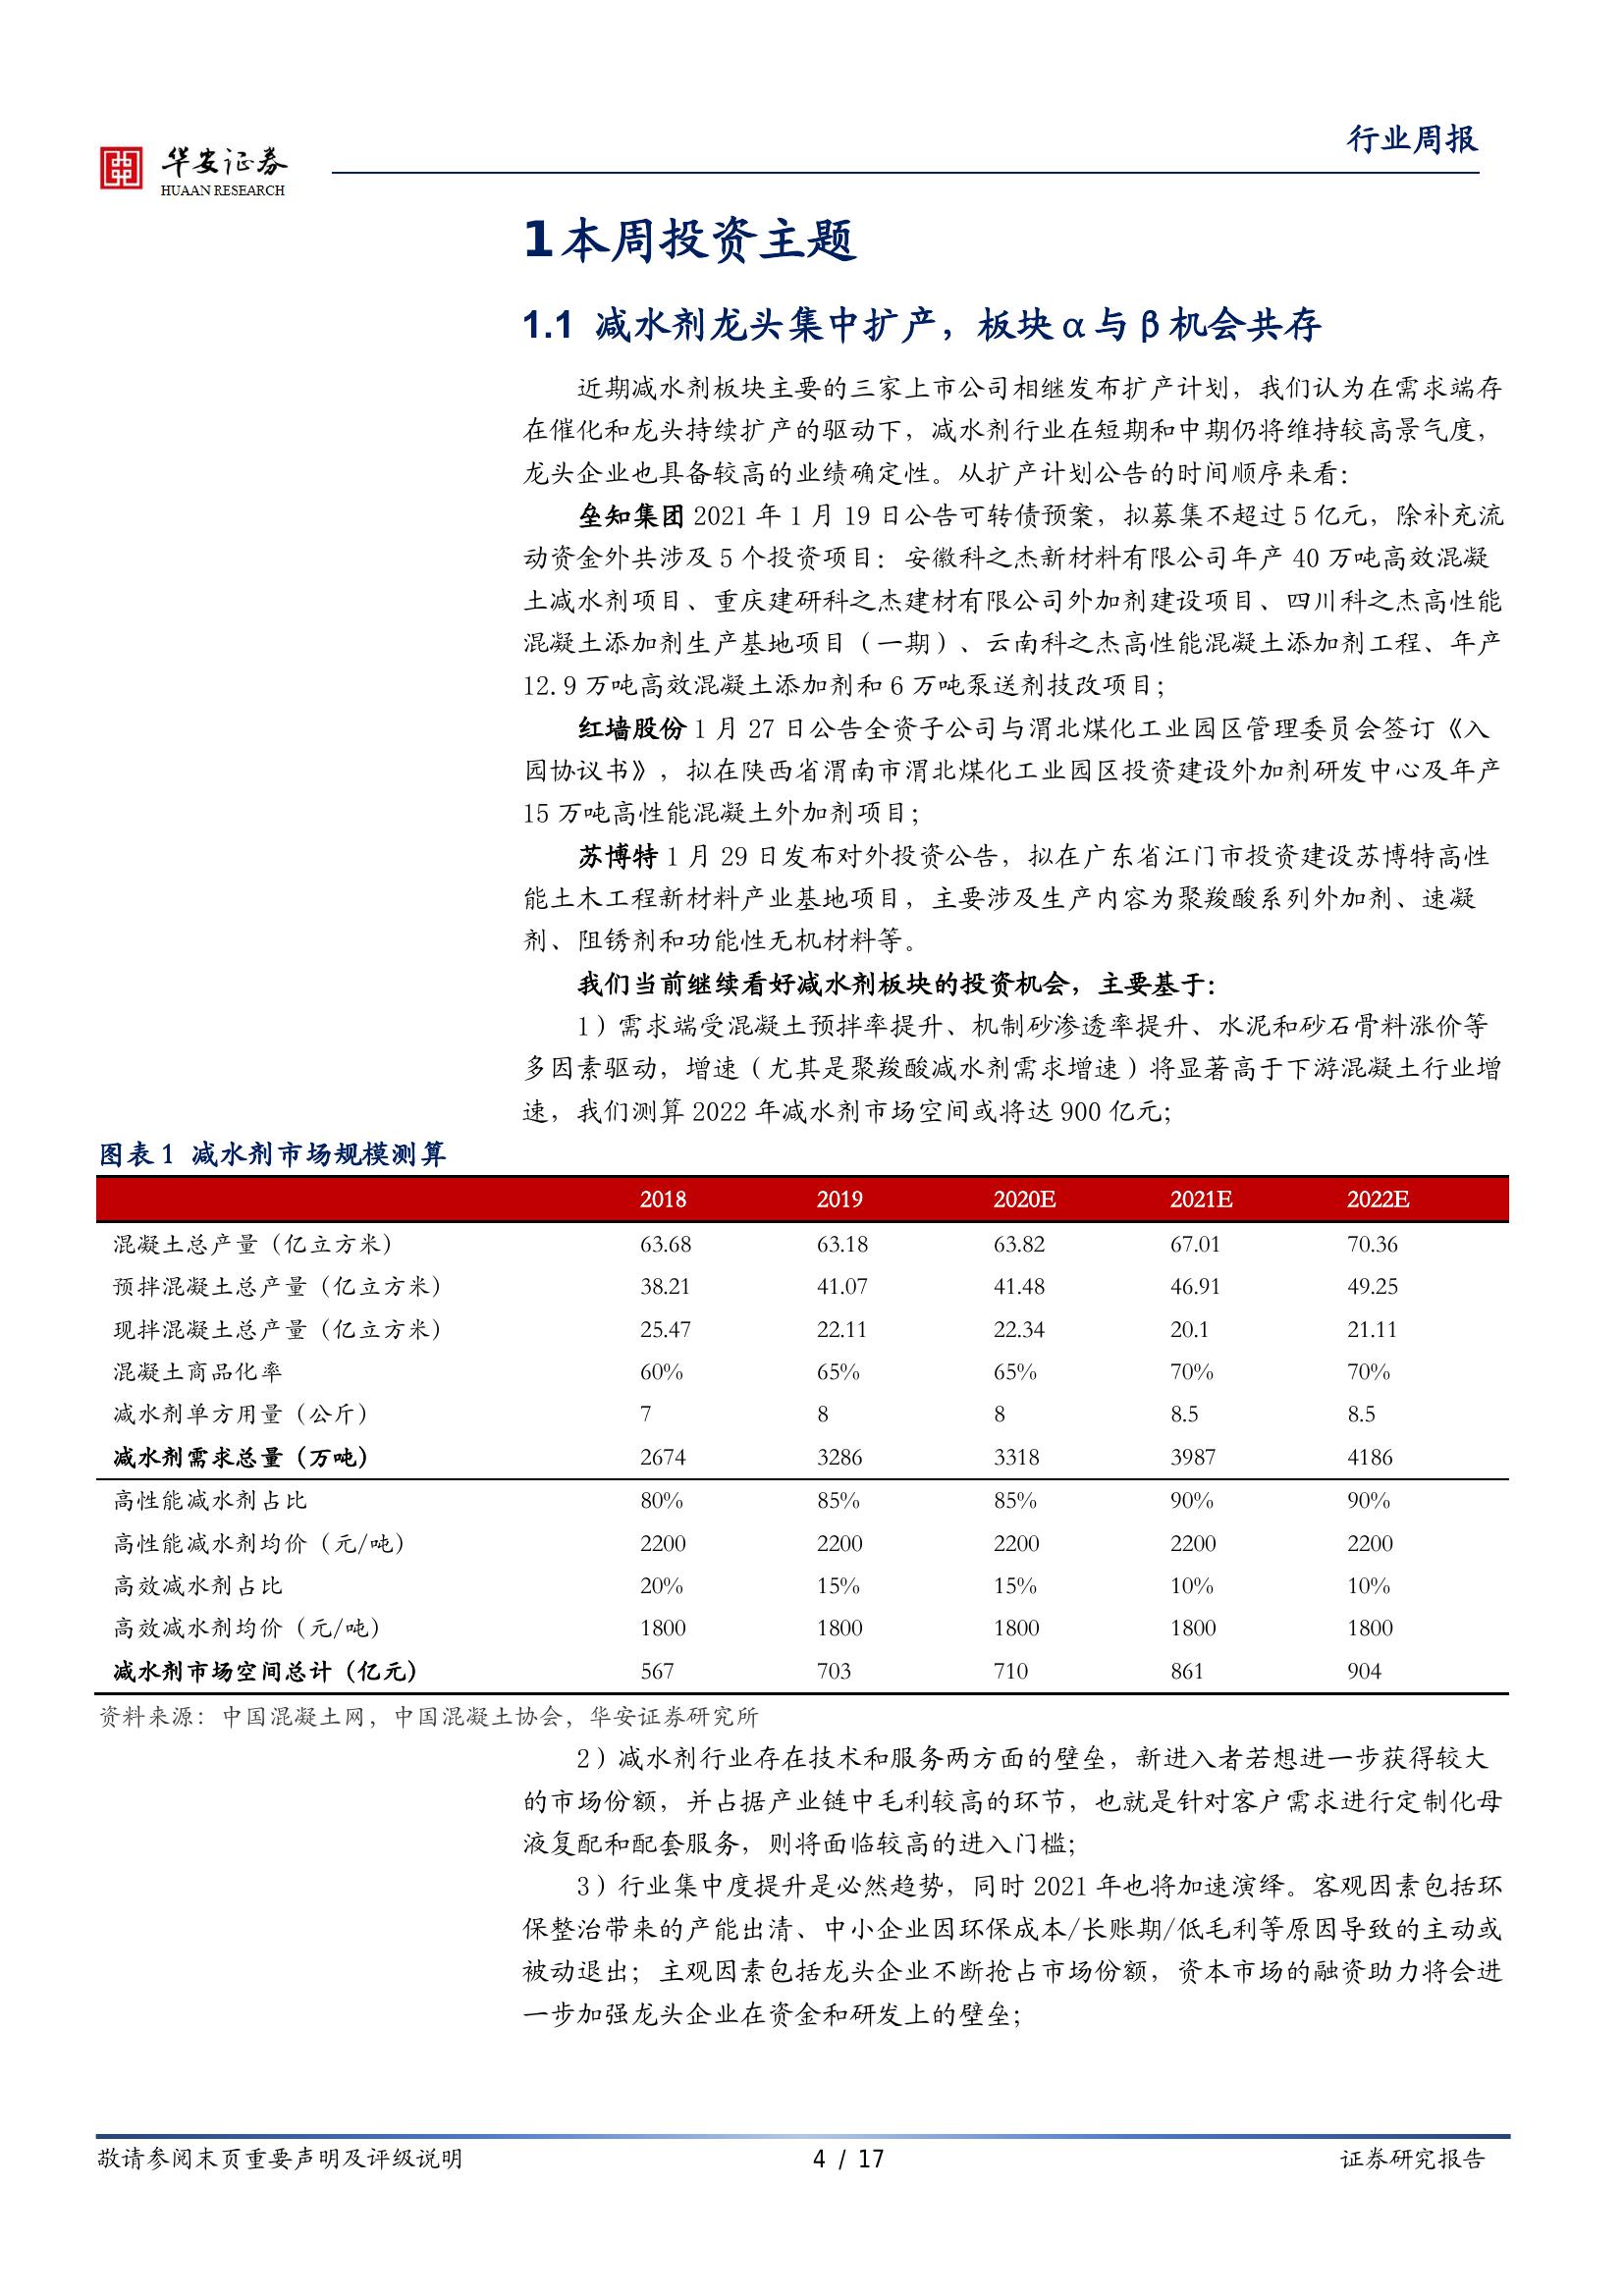 行业周报
华安证券
HUAAN RESEARCH
1本周投资主题
1.1 减水剂龙头集中扩产，板块α与β机会共存
近期减水剂板块主要的三家上市公司相继发布扩产计划，我们认为在需求端存
在催化和龙头持续扩产的驱动下，减水剂行业在短期和中期仍将维持较高景气度，
龙头企业也具备较高的业绩确定性。从扩产计划公告的时间顺序来看：
垒知集团 2021 年 1 月 19 日公告可转债预案，拟募集不超过 5 亿元，除补充流
动资金外共涉及 5 个投资项目：安徽科之杰新材料有限公司年产 40 万吨高效混凝
土减水剂项目、重庆建研科之杰建材有限公司外加剂建设项目、四川科之杰高性能
混凝土添加剂生产基地项目（一期）、云南科之杰高性能混凝土添加剂工程、年产
12.9 万吨高效混凝土添加剂和 6 万吨泵送剂技改项目；
红墙股份 1 月 27 日公告全资子公司与渭北煤化工业园区管理委员会签订《入
园协议书》，拟在陕西省渭南市渭北煤化工业园区投资建设外加剂研发中心及年产
15 万吨高性能混凝土外加剂项目；
苏博特 1 月 29 日发布对外投资公告，拟在广东省江门市投资建设苏博特高性
能土木工程新材料产业基地项目，主要涉及生产内容为聚羧酸系列外加剂、速凝
剂、阻锈剂和功能性无机材料等。
我们当前继续看好减水剂板块的投资机会，主要基于：
1）需求端受混凝土预拌率提升、机制砂渗透率提升、水泥和砂石骨料涨价等
多因素驱动，增速（尤其是聚羧酸减水剂需求增速）将显著高于下游混凝土行业增
速，我们测算 2022 年减水剂市场空间或将达 900 亿元；
图表 1 减水剂市场规模测算
2018 2019 2020E 2021E 2022E
混凝土总产量（亿立方米） 63.68 63.18 63.82 67.01 70.36
预拌混凝土总产量（亿立方米） 38.21 41.07 41.48 46.91 49.25
现拌混凝土总产量（亿立方米） 25.47 22.11 22.34 20.1 21.11
混凝土商品化率 60% 65% 65% 70% 70%
减水剂单方用量（公斤） 7 8 8 8.5 8.5
减水剂需求总量（万吨） 2674 3286 3318 3987 4186
高性能减水剂占比 80% 85% 85% 90% 90%
高性能减水剂均价（元/吨） 2200 2200 2200 2200 2200
高效减水剂占比 20% 15% 15% 10% 10%
高效减水剂均价（元/吨） 1800 1800 1800 1800 1800
减水剂市场空间总计（亿元） 567 703 710 861 904
资料来源：中国混凝土网，中国混凝土协会，华安证券研究所
2）减水剂行业存在技术和服务两方面的壁垒，新进入者若想进一步获得较大
的市场份额，并占据产业链中毛利较高的环节，也就是针对客户需求进行定制化母
液复配和配套服务，则将面临较高的进入门槛；
3）行业集中度提升是必然趋势，同时 2021 年也将加速演绎。客观因素包括环
保整治带来的产能出清、中小企业因环保成本/长账期/低毛利等原因导致的主动或
被动退出；主观因素包括龙头企业不断抢占市场份额，资本市场的融资助力将会进
一步加强龙头企业在资金和研发上的壁垒；
敬请参阅末页重要声明及评级说明 4 / 17 证券研究报告